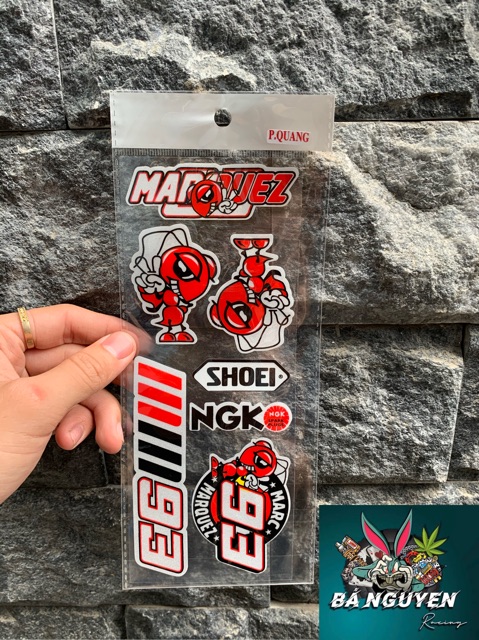 P.QUANG
MARQUEZ
SHOEI
NGK
NGK
93
MARC
MARQUEZ
93
BÁ NGUYEN
Racing